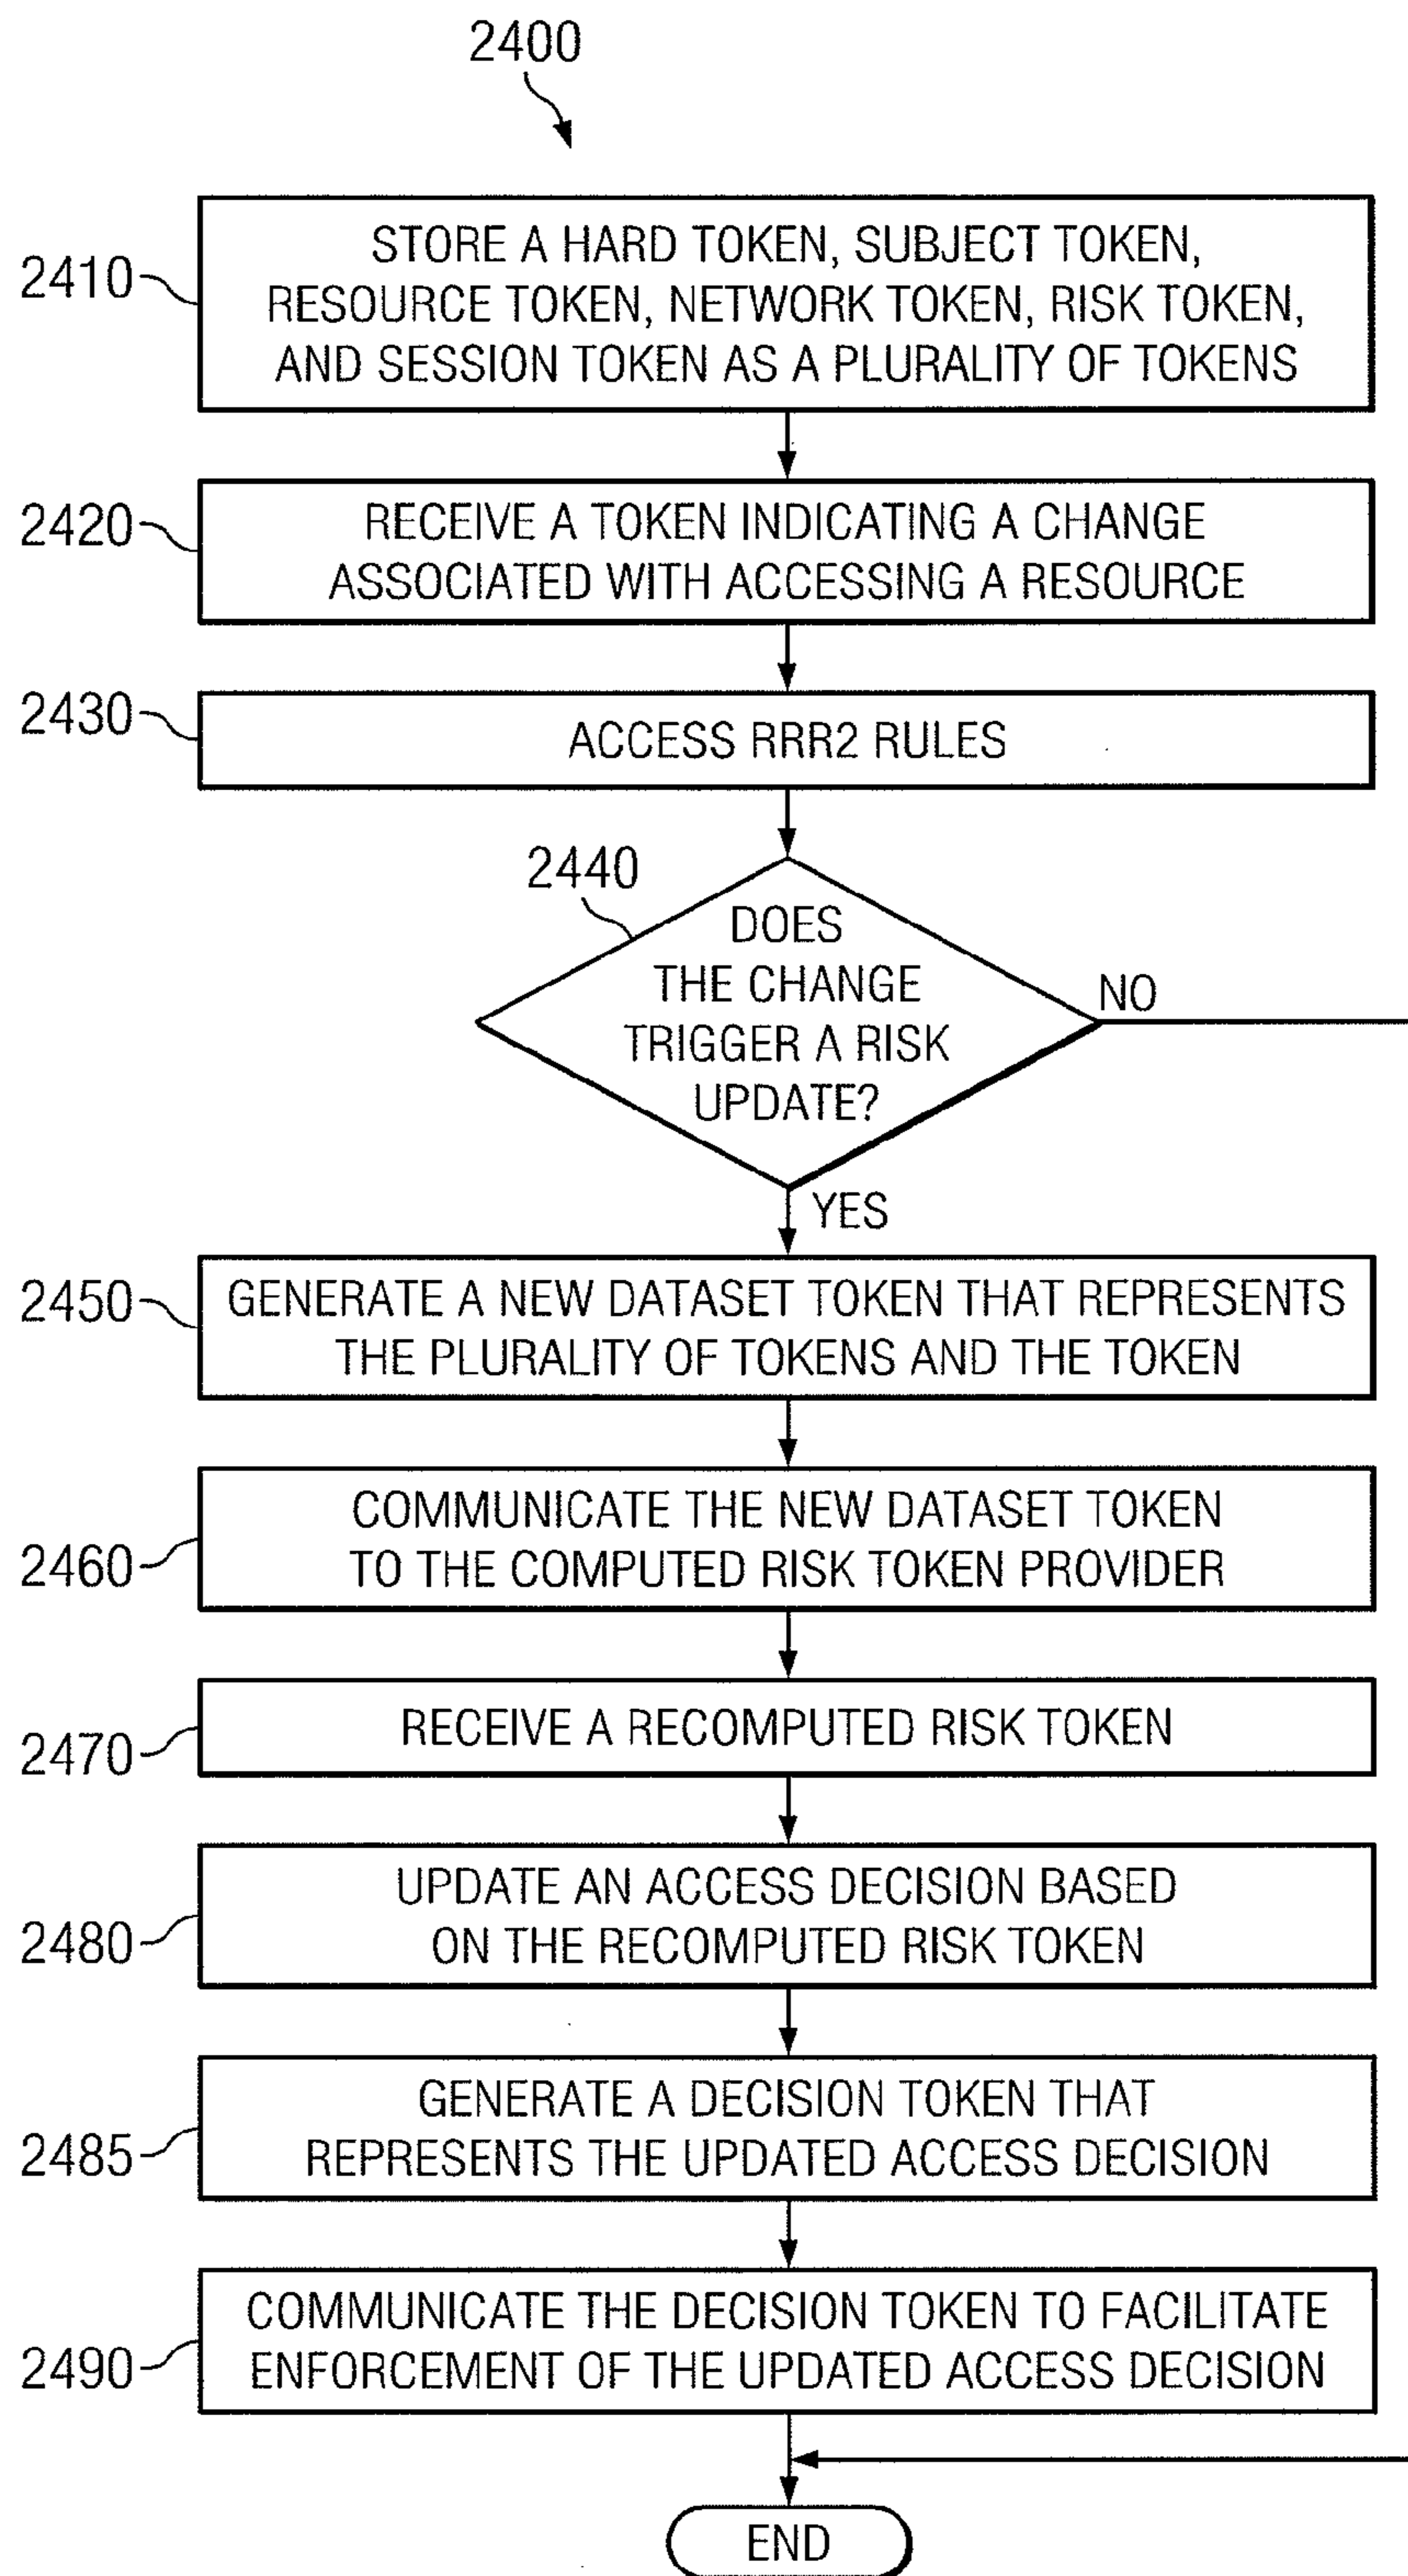 2400
2410
STORE A HARD TOKEN, SUBJECT TOKEN,
RESOURCE TOKEN, NETWORK TOKEN, RISK TOKEN,
AND SESSION TOKEN AS A PLURALITY OF TOKENS
2420
RECEIVE A TOKEN INDICATING A CHANGE
ASSOCIATED WITH ACCESSING A RESOURCE
2430
ACCESS RRR2 RULES
2440
DOES
THE CHANGE
TRIGGER A RISK
UPDATE?
NO
YES
2450
GENERATE A NEW DATASET TOKEN THAT REPRESENTS
THE PLURALITY OF TOKENS AND THE TOKEN
2460
COMMUNICATE THE NEW DATASET TOKEN
TO THE COMPUTED RISK TOKEN PROVIDER
2470
RECEIVE A RECOMPUTED RISK TOKEN
2480
UPDATE AN ACCESS DECISION BASED
ON THE RECOMPUTED RISK TOKEN
2485
GENERATE A DECISION TOKEN THAT
REPRESENTS THE UPDATED ACCESS DECISION
2490
COMMUNICATE THE DECISION TOKEN TO FACILITATE
ENFORCEMENT OF THE UPDATED ACCESS DECISION
END